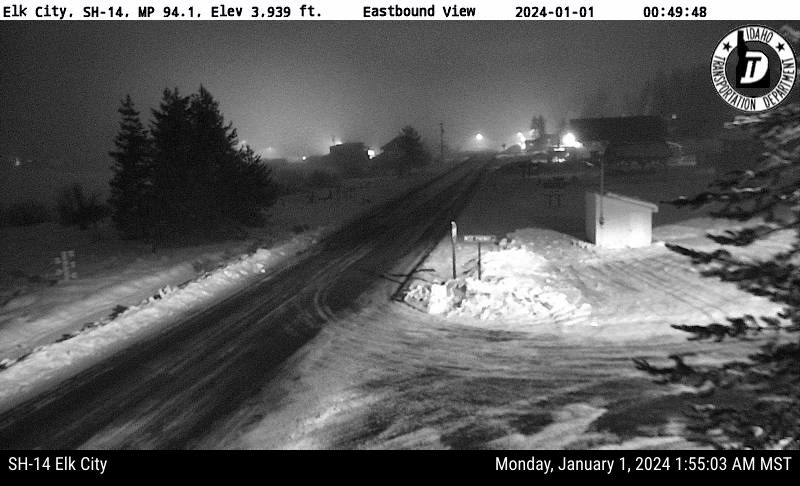 Elk City, SH-14, MP 94.1, Elev 3,939 ft. Eastbound View 2024-01-01 00:49:48
IDAHO
TRANSPORTATION DEPARTMENT
SH-14 Elk City Monday, January 1, 2024 1:55:03 AM MST